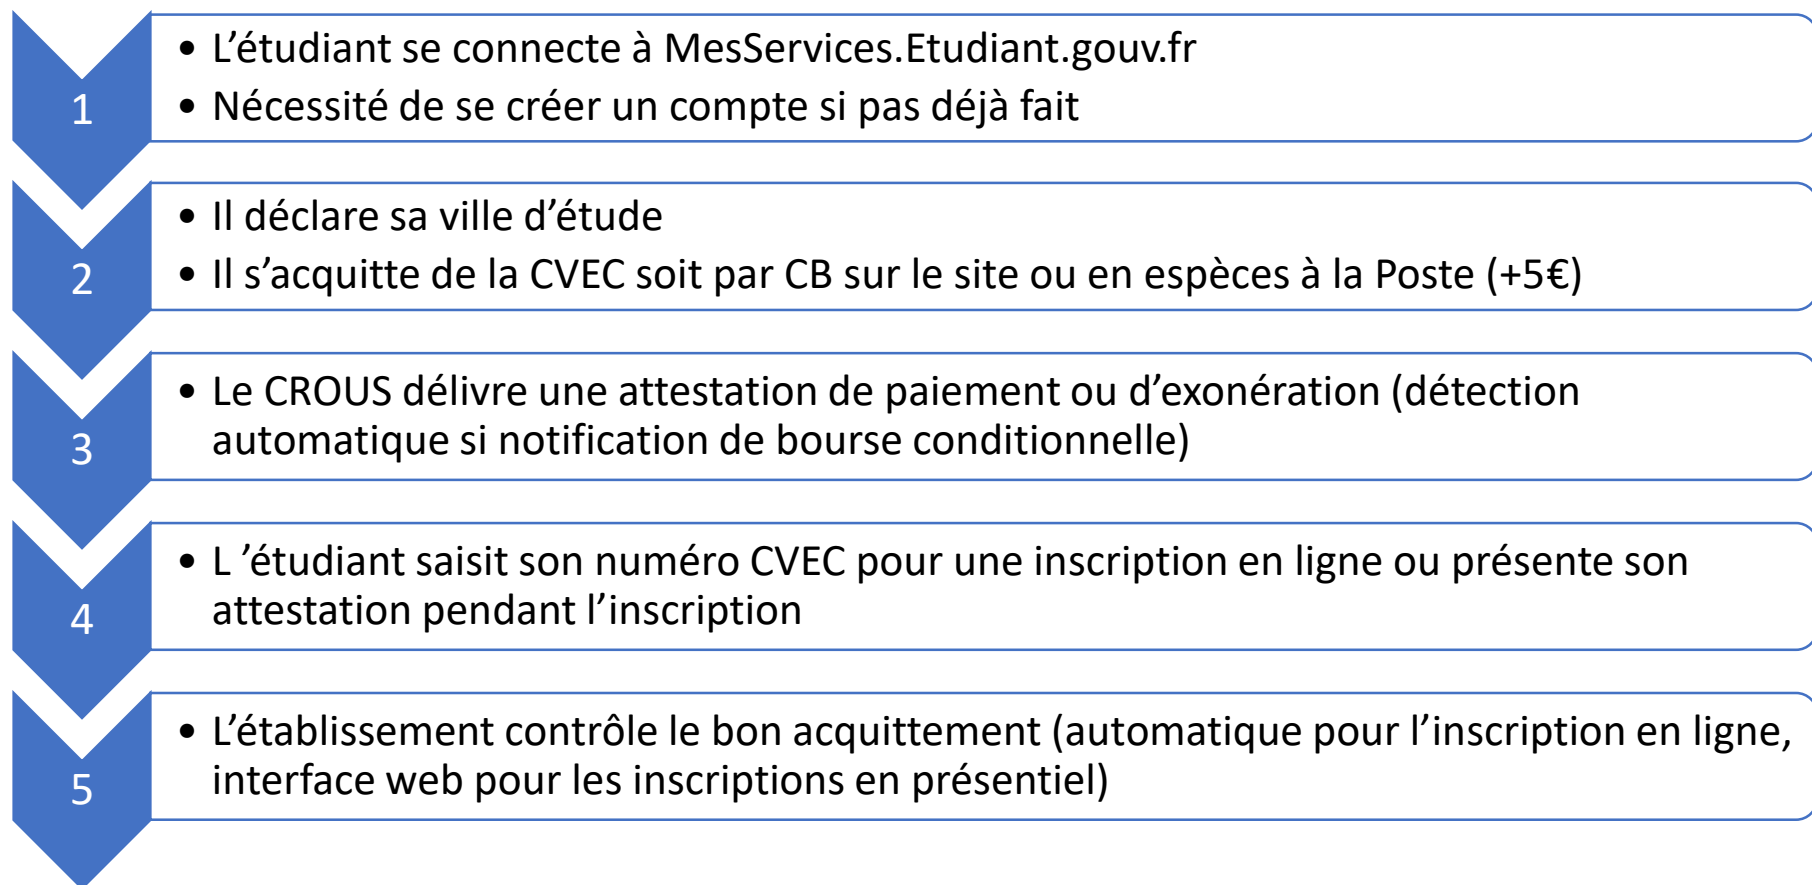 1
• L’étudiant se connecte à MesServices.Etudiant.gouv.fr
• Nécessité de se créer un compte si pas déjà fait
2
• Il déclare sa ville d’étude
• Il s’acquitte de la CVEC soit par CB sur le site ou en espèces à la Poste (+5€)
3
• Le CROUS délivre une attestation de paiement ou d’exonération (détection
automatique si notification de bourse conditionnelle)
4
• L ’étudiant saisit son numéro CVEC pour une inscription en ligne ou présente son
attestation pendant l’inscription
5
• L’établissement contrôle le bon acquittement (automatique pour l’inscription en ligne,
interface web pour les inscriptions en présentiel)